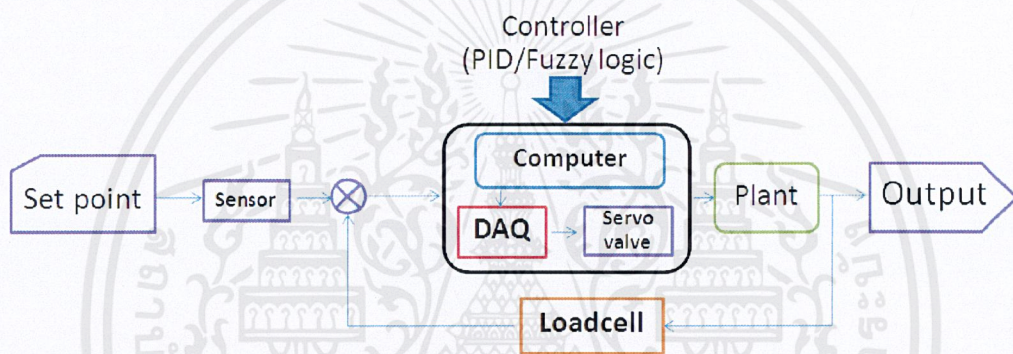 Controller
(PID/Fuzzy logic)
Computer
Set point
Sensor
DAQ
Servo
valve
Plant
Output
Loadcell